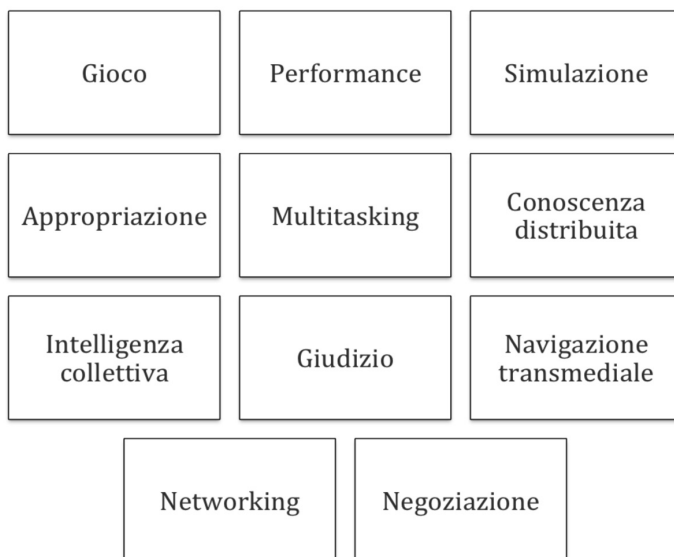 Gioco
Performance
Simulazione
Appropriazione
Multitasking
Conoscenza
distribuita
Intelligenza
collettiva
Giudizio
Navigazione
transmediale
Networking
Negoziazione